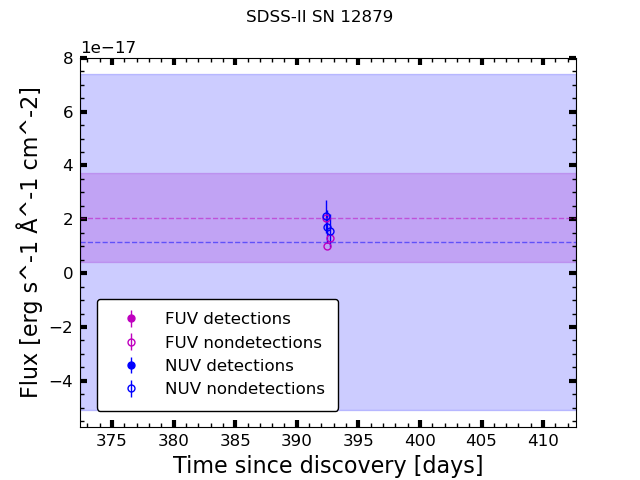 SDSS-II SN 12879
1e−17
8
6
4
2
0
−2
−4
Flux [erg s^-1 Å^-1 cm^-2]
FUV detections
FUV nondetections
NUV detections
NUV nondetections
375 380 385 390 395 400 405 410
Time since discovery [days]